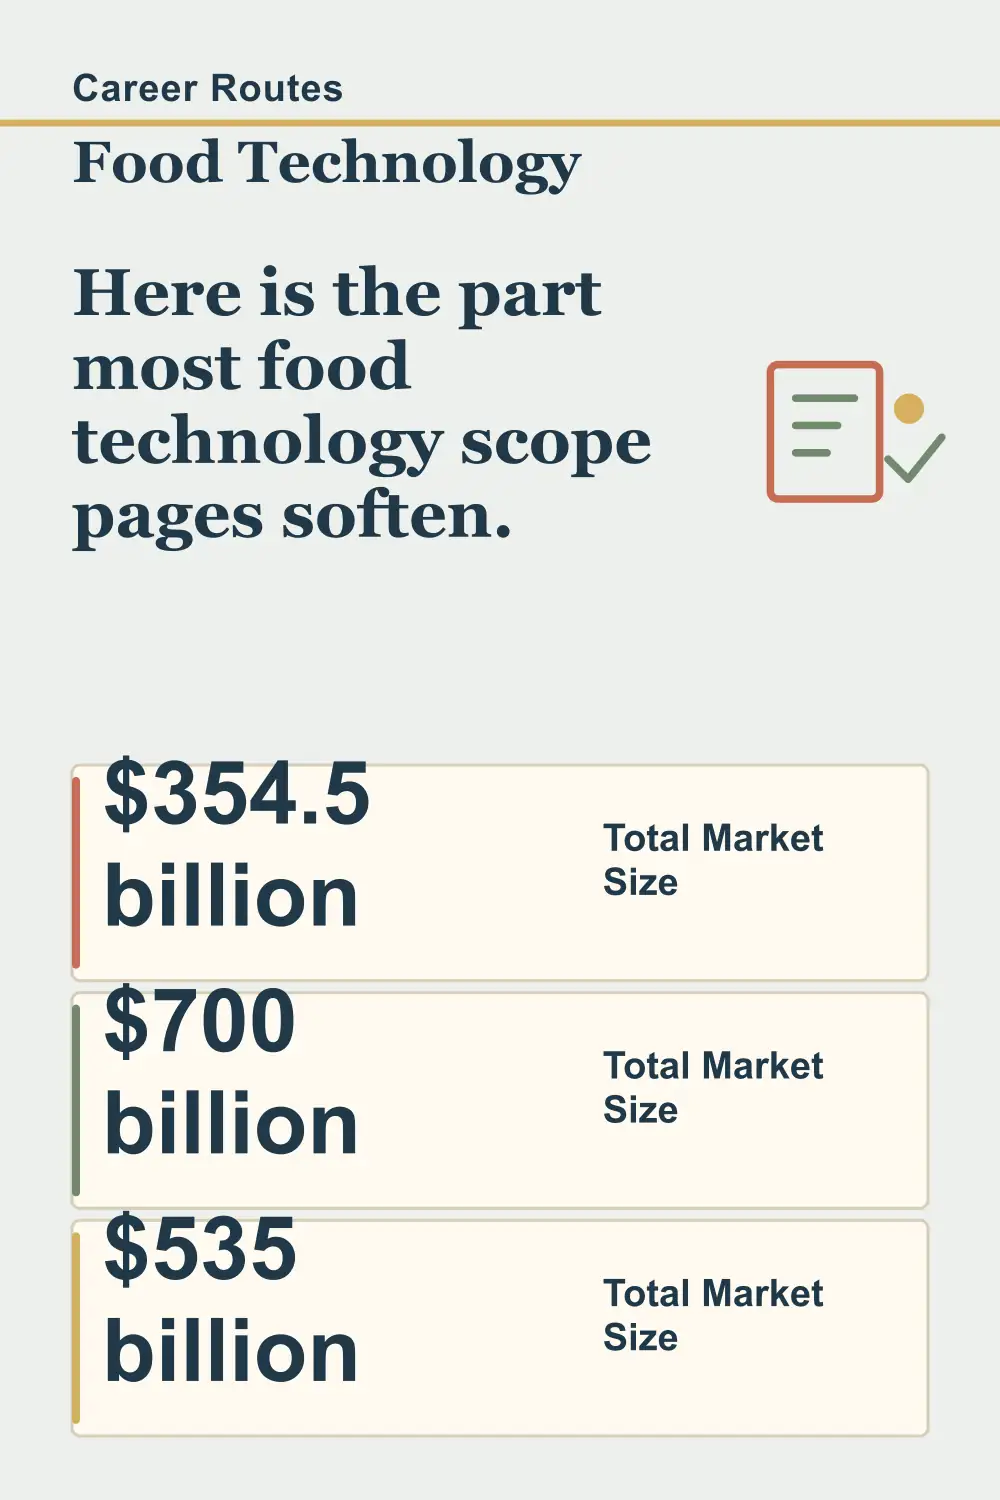 Career Routes
Food Technology
Here is the part
most food
technology scope
pages soften.
$354.5
billion
Total Market
Size
$700
billion
Total Market
Size
$535
billion
Total Market
Size